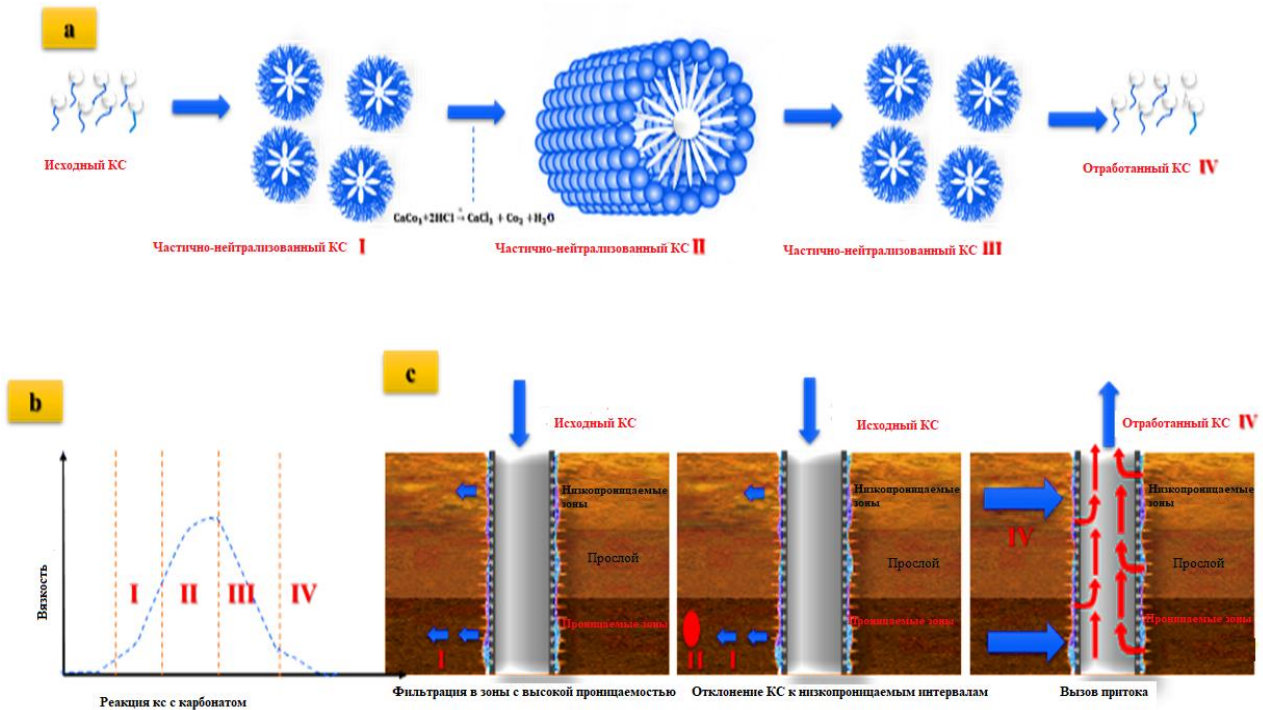 a
Исходный КС
CaCo₃+2HCl → CaCl₃ + Co₂ +H₂O
Отработанный КС IV
Частично-нейтрализованный КС I
Частично-нейтрализованный КС II
Частично-нейтрализованный КС III
b
Вязкость
I II III IV
Реакция кс с карбонатом
c
Исходный КС
Низкопроницаемые
зоны
Прослой
Проницаемые зоны
I
Фильтрация в зоны с высокой проницаемостью
Исходный КС
Низкопроницаемые
зоны
Прослой
Проницаемые зоны
II I
Отклонение КС к низкопроницаемым интервалам
Отработанный КС IV
Низкопроницаемые
зоны
IV
Прослой
Проницаемые зоны
Вызов притока